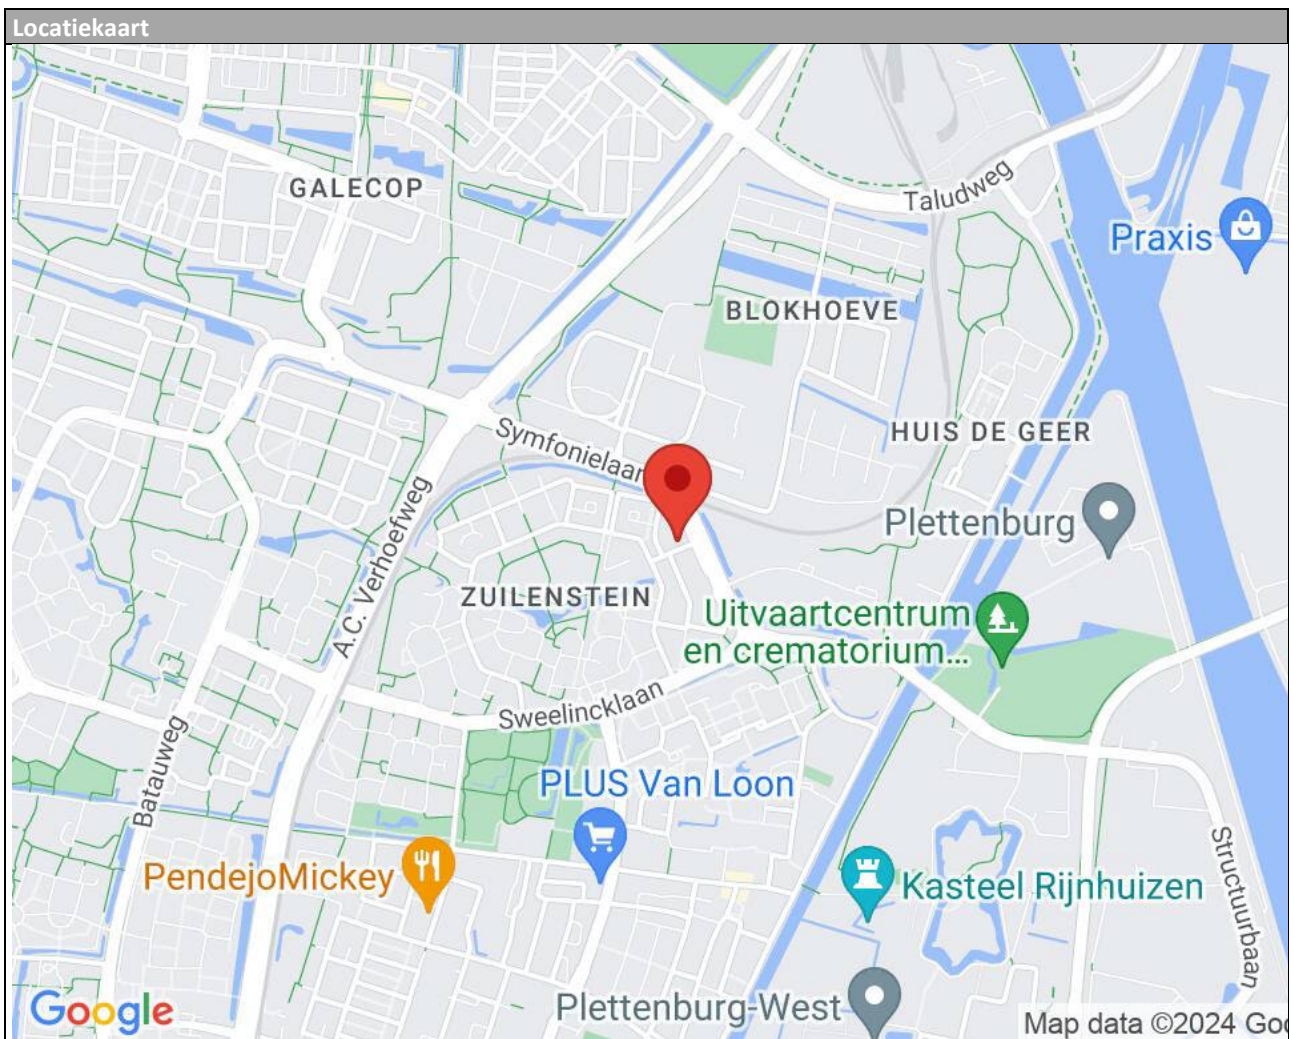 Locatiekaart
GALECOP
Taludweg
Praxis
BLOKHOEVE
Symfonielaan
HUIS DE GEER
A.C. Verhoefweg
Plettenburg
ZUILENSTEIN
Uitvaartcentrum
en crematorium...
Sweelincklaan
Batauweg
PLUS Van Loon
PendejoMickey
Kasteel Rijnhuizen
Structuurbaan
Plettenburg-West
Google
Map data ©2024 Goo